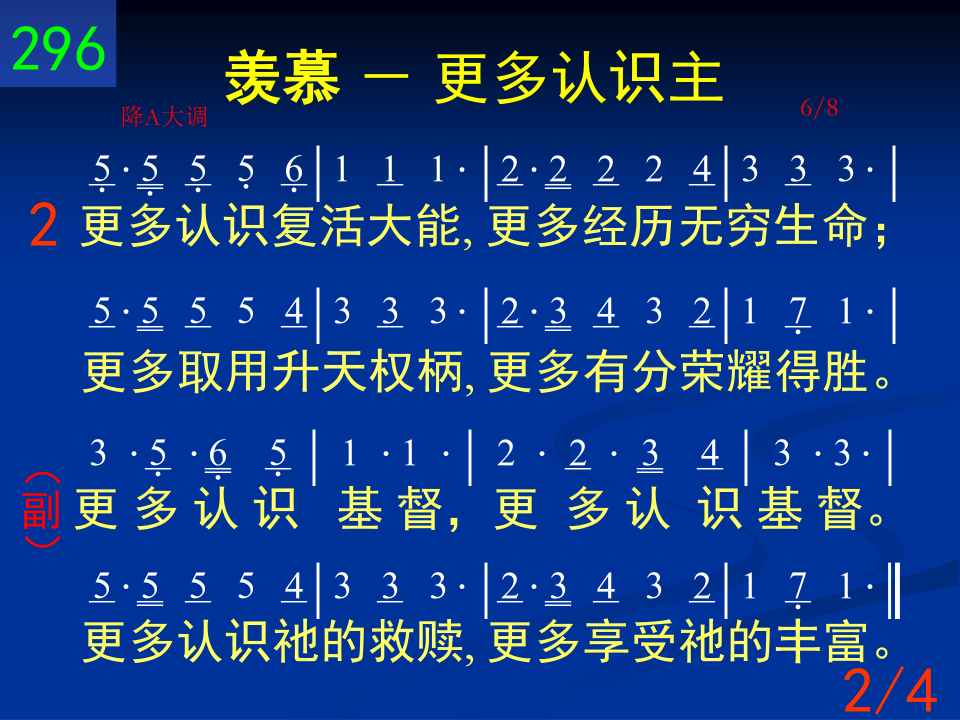 296
羡慕 － 更多认识主
降A大调
6/8
5· 5 5 5 6 | 1 1 1· | 2· 2 2 2 4 | 3 3 3· |
2
更多认识复活大能, 更多经历无穷生命；
5· 5 5 5 4 | 3 3 3· | 2· 3 4 3 2 | 1 7 1· |
更多取用升天权柄, 更多有分荣耀得胜。
3 · 5 · 6 5 | 1 · 1 · | 2 · 2 · 3 4 | 3 · 3 · |
（副）
更 多 认 识 基 督，更 多 认 识 基 督。
5· 5 5 5 4 | 3 3 3· | 2· 3 4 3 2 | 1 7 1· ‖
更多认识祂的救赎, 更多享受祂的丰富。
2/4